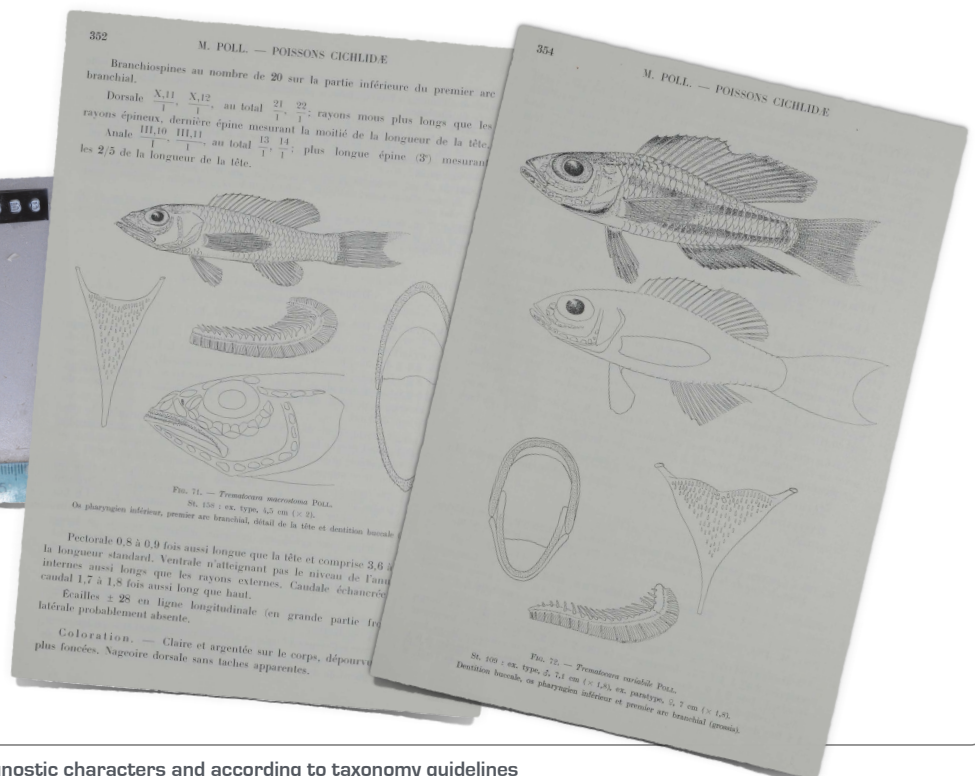 352
M. POLL. — POISSONS CICHLIDÆ
Branchiospines au nombre de 20 sur la partie inférieure du premier arc
branchial.
Dorsale X,11/I, X,12/I, au total 21/1, 22/1; rayons mous plus longs que les
rayons épineux, dernière épine mesurant la moitié de la longueur de la tête.
Anale III,10/I, III,11/I, au total 13/1, 14/1; plus longue épine (3ᵉ) mesurant
les 2/5 de la longueur de la tête.
FIG. 71. — Trematocara macrostoma POLL.
St. : ex. type, 4,5 cm (× 2).
Os pharyngien inférieur, premier arc branchial, détail de la tête et dentition buccale
Pectorale 0,8 à 0,9 fois aussi longue que la tête et comprise 3,6 à
la longueur standard. Ventrale n'atteignant pas le niveau de l'anu
internes aussi longs que les rayons externes. Caudale échancrée
caudal 1,7 à 1,8 fois aussi long que haut.
Écailles ± 28 en ligne longitudinale (en grande partie
latérale probablement absente.
Coloration. — Claire et argentée sur le corps, dépourv
plus foncées. Nageoire dorsale sans taches apparentes.
354
M. POLL. — POISSONS CICHLIDÆ
FIG. 72. — Trematocara variabile POLL.
St. 109 : ex. type, ♂, 7,1 cm (× 1,8), ex. paratype, ♀, 7 cm (× 1,8).
Dentition buccale, os pharyngien inférieur et premier arc branchial (grossis).
gnostic characters and according to taxonomy guidelines